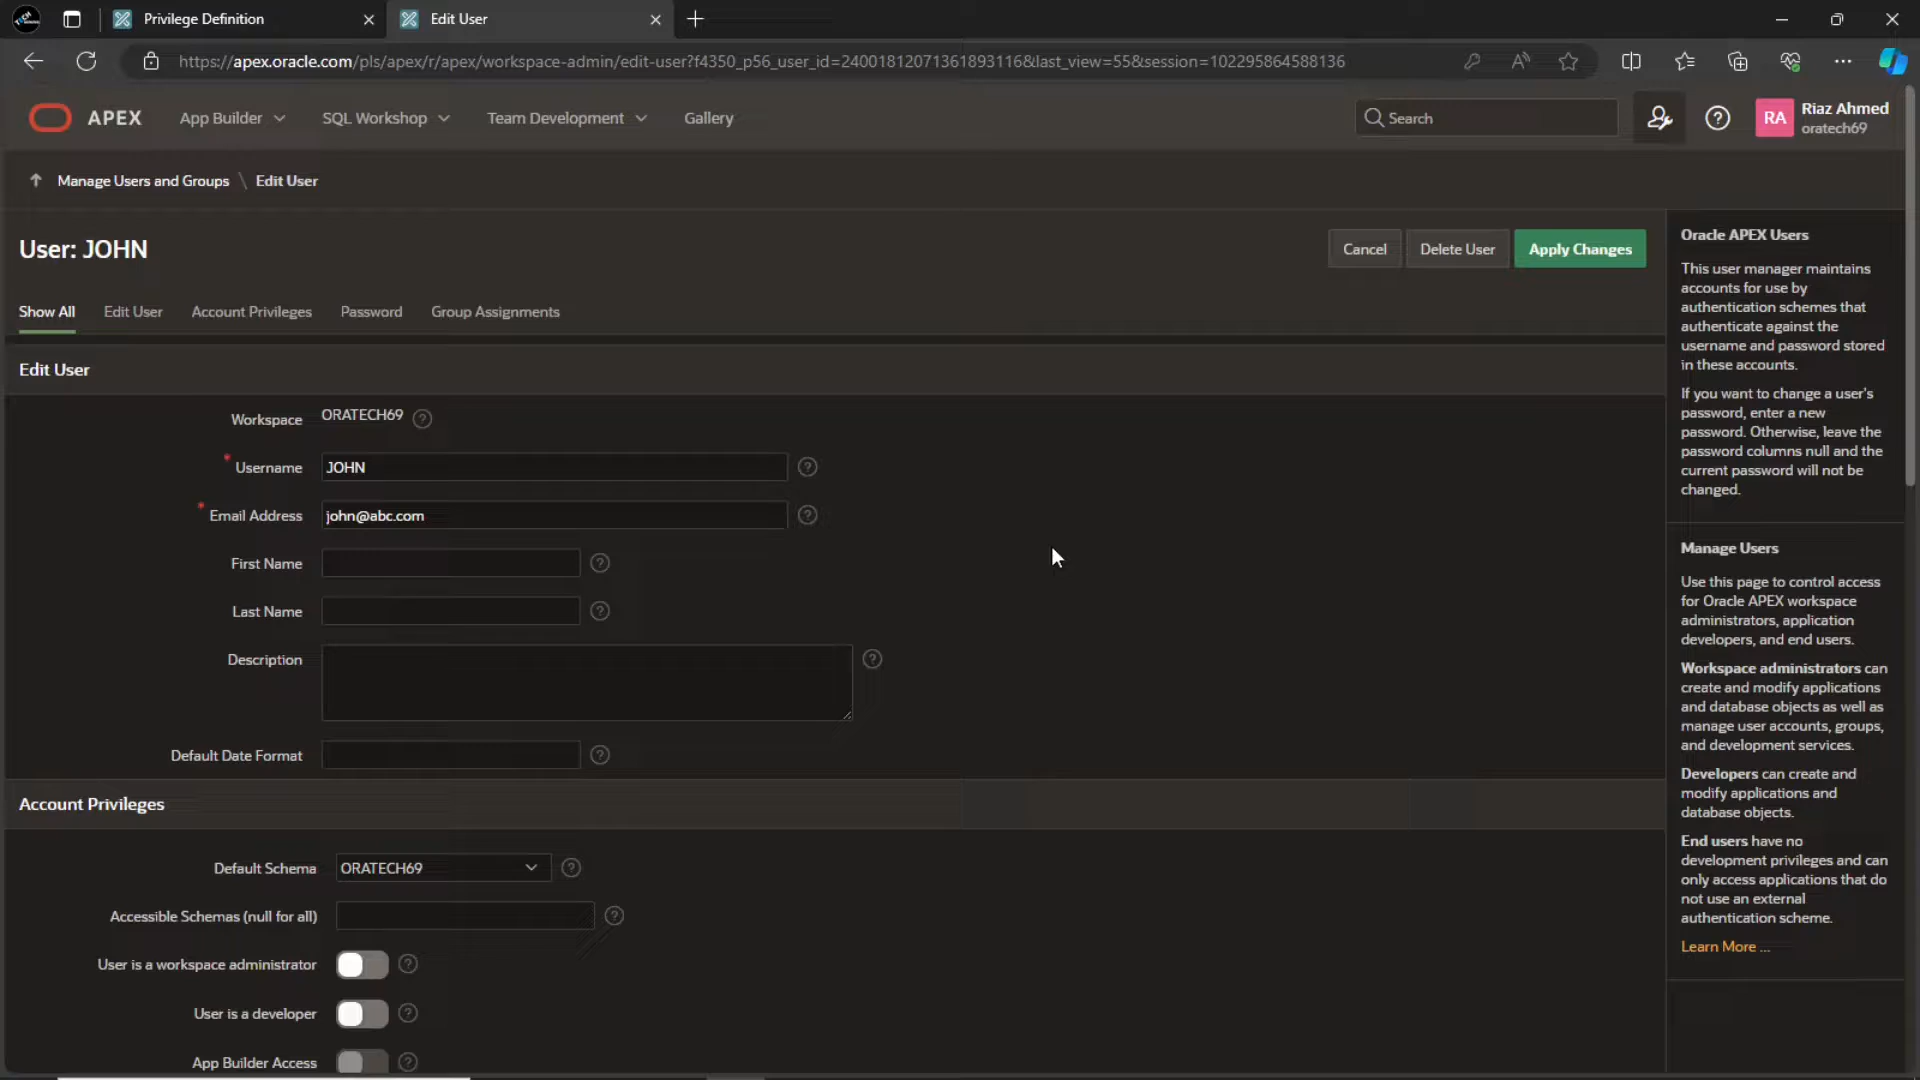 Privilege Definition
Edit User
https://apex.oracle.com/pls/apex/r/apex/workspace-admin/edit-user?f4350_p56_user_id=24001812071361893116&last_view=55&session=102295864588136
APEX
App Builder
SQL Workshop
Team Development
Gallery
Search
RA
Riaz Ahmed
oratech69
Manage Users and Groups \ Edit User
User: JOHN
Cancel
Delete User
Apply Changes
Show All
Edit User
Account Privileges
Password
Group Assignments
Edit User
Workspace ORATECH69
* Username JOHN
* Email Address john@abc.com
First Name
Last Name
Description
Default Date Format
Account Privileges
Default Schema ORATECH69
Accessible Schemas (null for all)
User is a workspace administrator
User is a developer
App Builder Access
Oracle APEX Users
This user manager maintains
accounts for use by
authentication schemes that
authenticate against the
username and password stored
in these accounts.
If you want to change a user's
password, enter a new
password. Otherwise, leave the
password columns null and the
current password will not be
changed.
Manage Users
Use this page to control access
for Oracle APEX workspace
administrators, application
developers, and end users.
Workspace administrators can
create and modify applications
and database objects as well as
manage user accounts, groups,
and development services.
Developers can create and
modify applications and
database objects.
End users have no
development privileges and can
only access applications that do
not use an external
authentication scheme.
Learn More ...